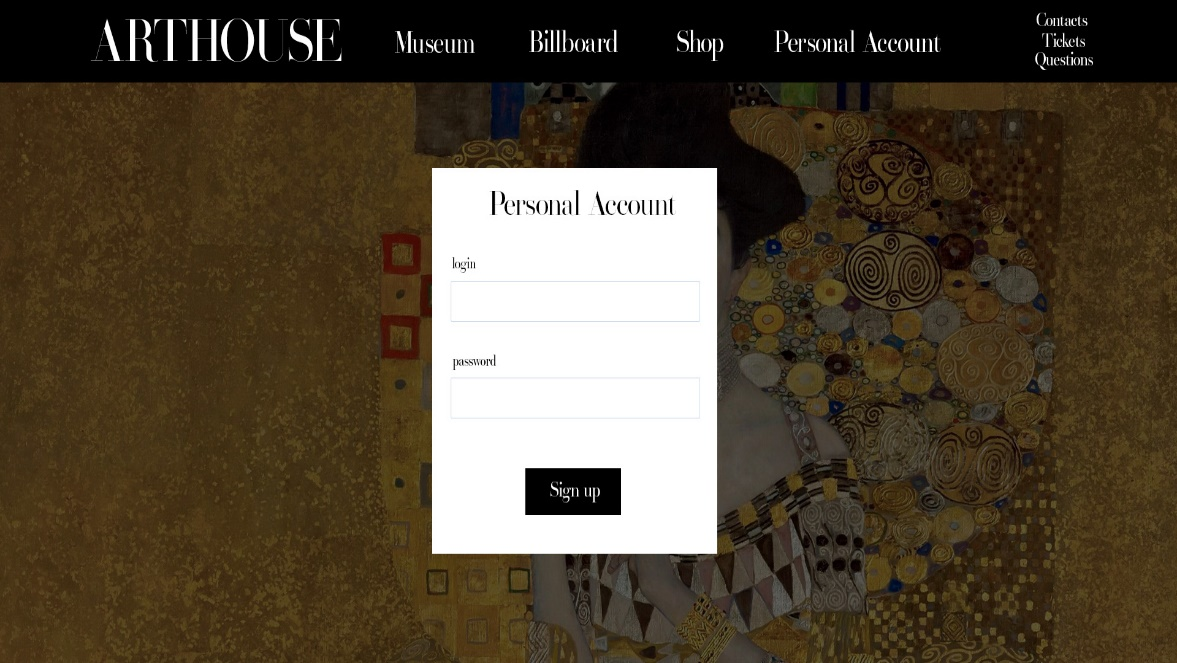 ARTHOUSE
Museum
Billboard
Shop
Personal Account
Contacts
Tickets
Questions
Personal Account
login
password
Sign up